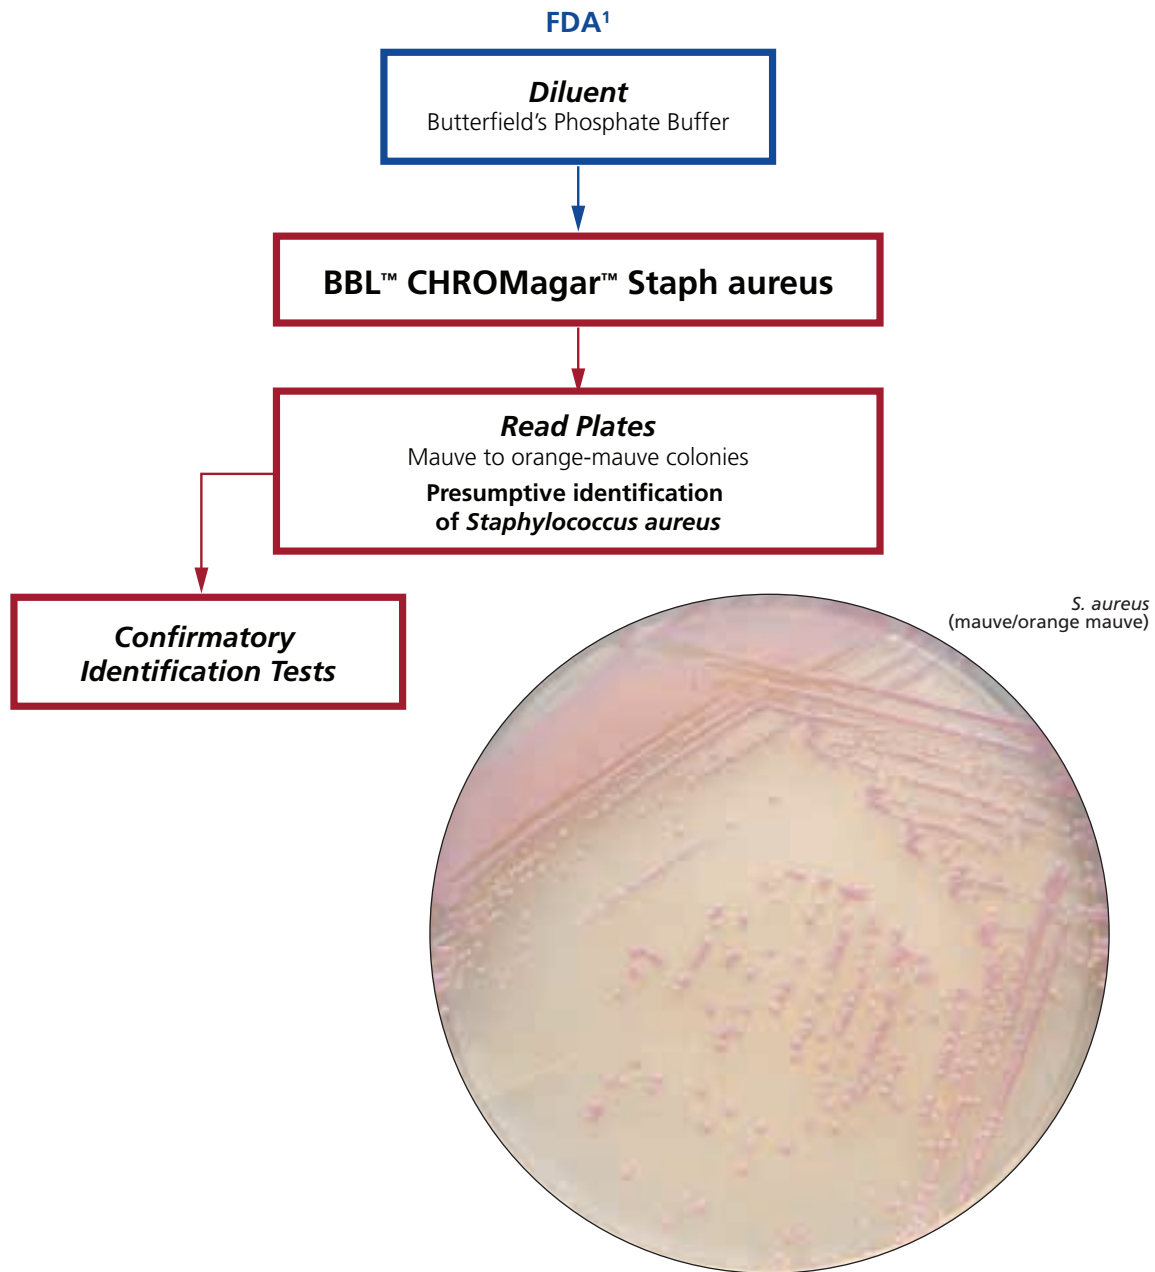 FDA¹
Diluent
Butterfield's Phosphate Buffer
BBL™ CHROMagar™ Staph aureus
Read Plates
Mauve to orange-mauve colonies
Presumptive identification
of Staphylococcus aureus
Confirmatory
Identification Tests
S. aureus
(mauve/orange mauve)